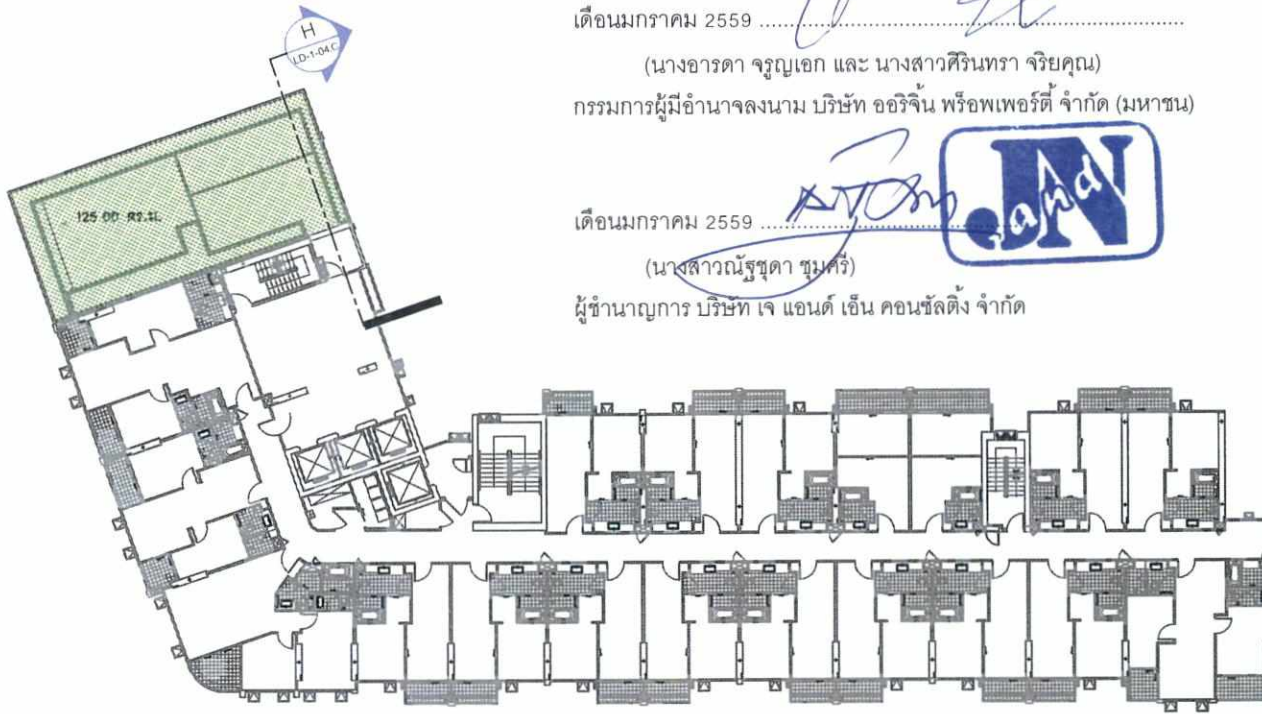 H
LD-1-04.C
เดือนมกราคม 2559
(นางอารดา จรูญเอก และ นางสาวศิรินทรา จริยคุณ)
กรรมการผู้มีอำนาจลงนาม บริษัท ออริจิ้น พร็อพเพอร์ตี้ จำกัด (มหาชน)
125.00 ตร.ม.
JN
and
เดือนมกราคม 2559
(นางสาวณัฐชุดา ชุมศรี)
ผู้ชำนาญการ บริษัท เจ แอนด์ เอ็น คอนซัลติ้ง จำกัด